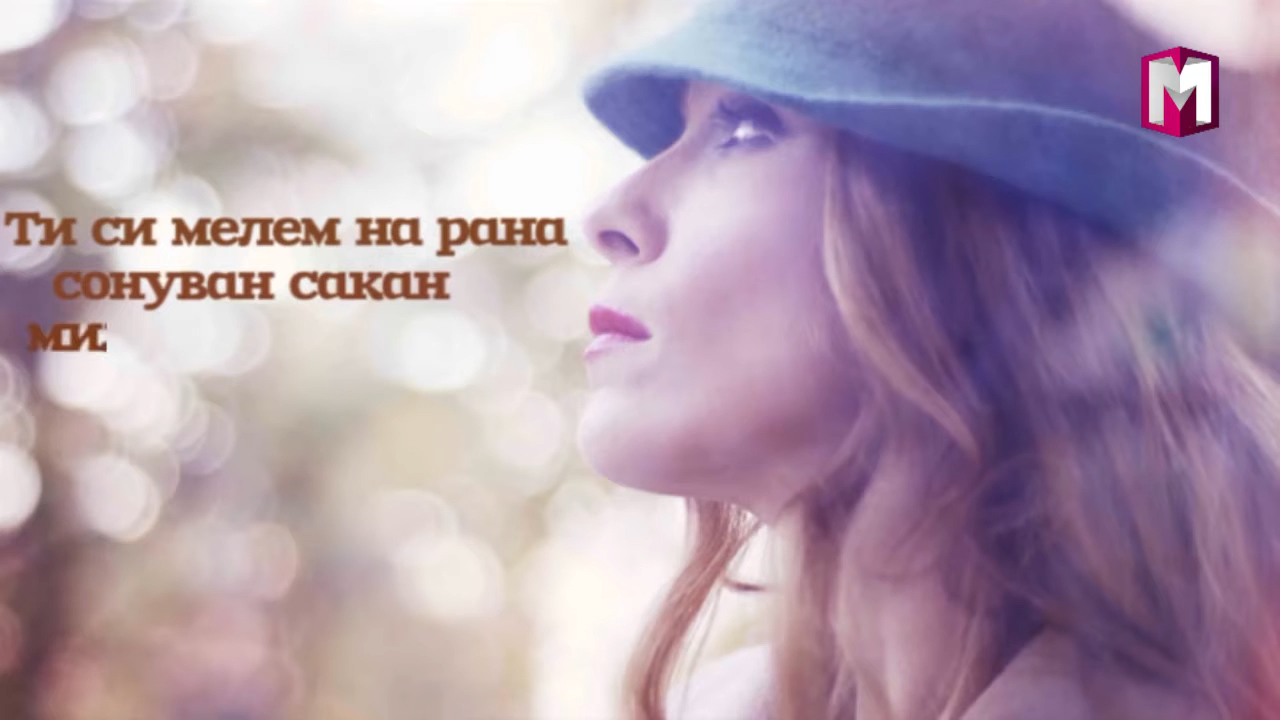 Ти си мелем на рана
сонуван сакан
ми
M